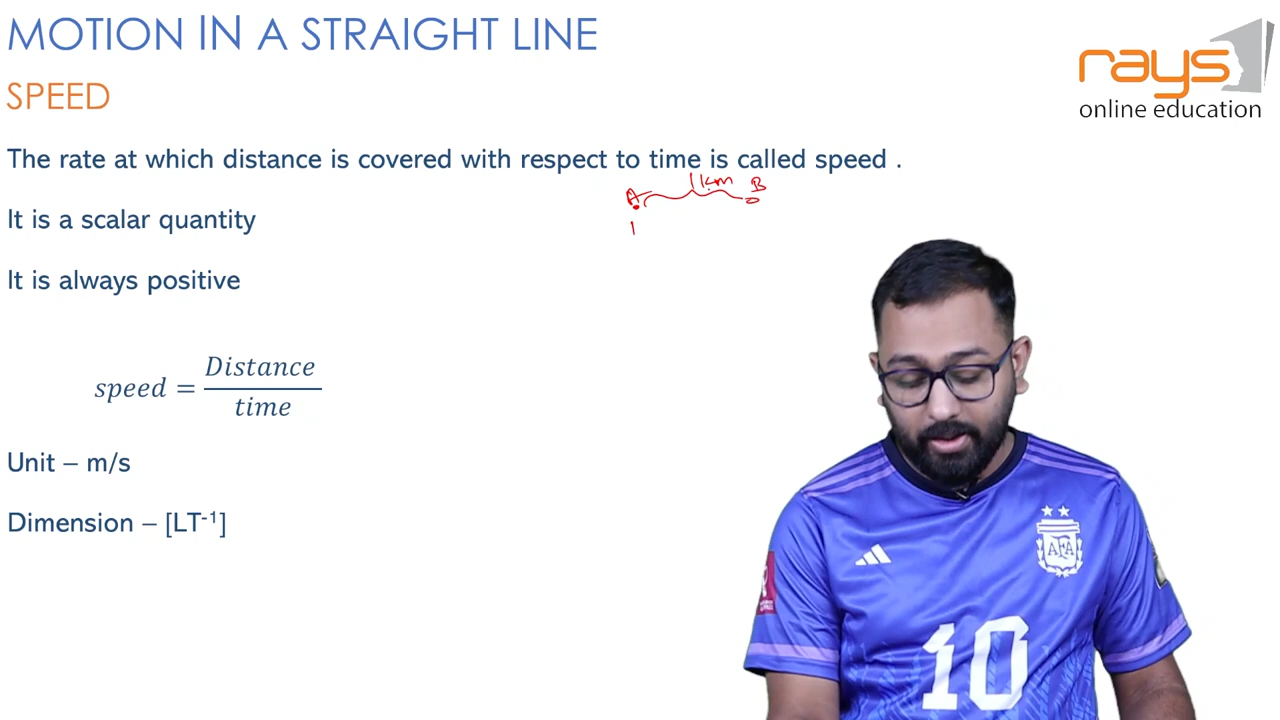 MOTION IN A STRAIGHT LINE
rays
online education
SPEED
The rate at which distance is covered with respect to time is called speed .
1km
A B
It is a scalar quantity
1
It is always positive
speed = Distance / time
Unit – m/s
Dimension – [LT⁻¹]
AFA
10